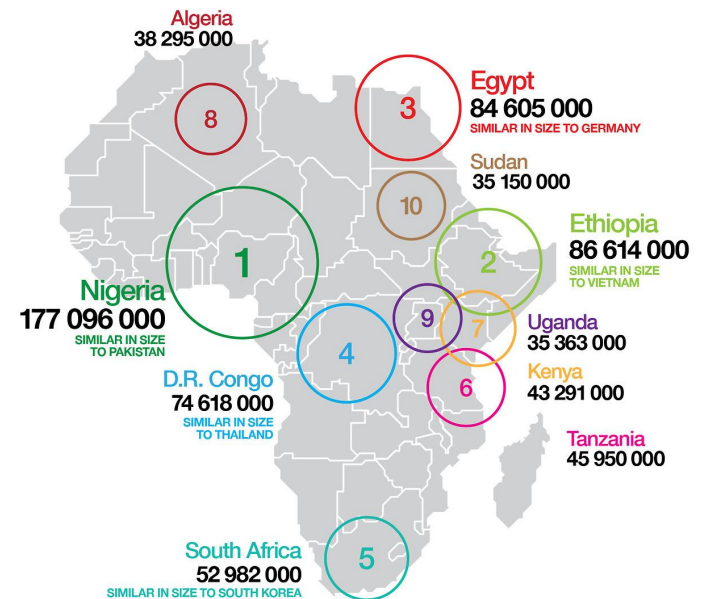 Algeria
38 295 000
8
3
Egypt
84 605 000
SIMILAR IN SIZE TO GERMANY
Sudan
35 150 000
10
Ethiopia
86 614 000
SIMILAR IN SIZE
TO VIETNAM
2
1
Nigeria
177 096 000
SIMILAR IN SIZE
TO PAKISTAN
9
7
Uganda
35 363 000
4
D.R. Congo
74 618 000
SIMILAR IN SIZE
TO THAILAND
6
Kenya
43 291 000
Tanzania
45 950 000
South Africa
52 982 000
SIMILAR IN SIZE TO SOUTH KOREA
5